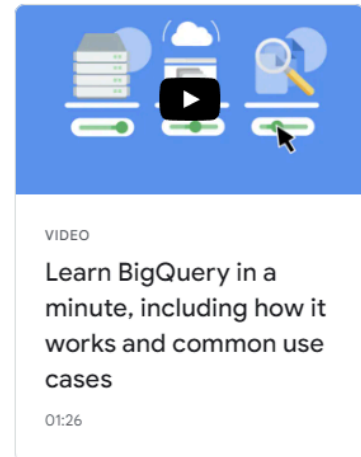 VIDEO
Learn BigQuery in a
minute, including how it
works and common use
cases
01:26